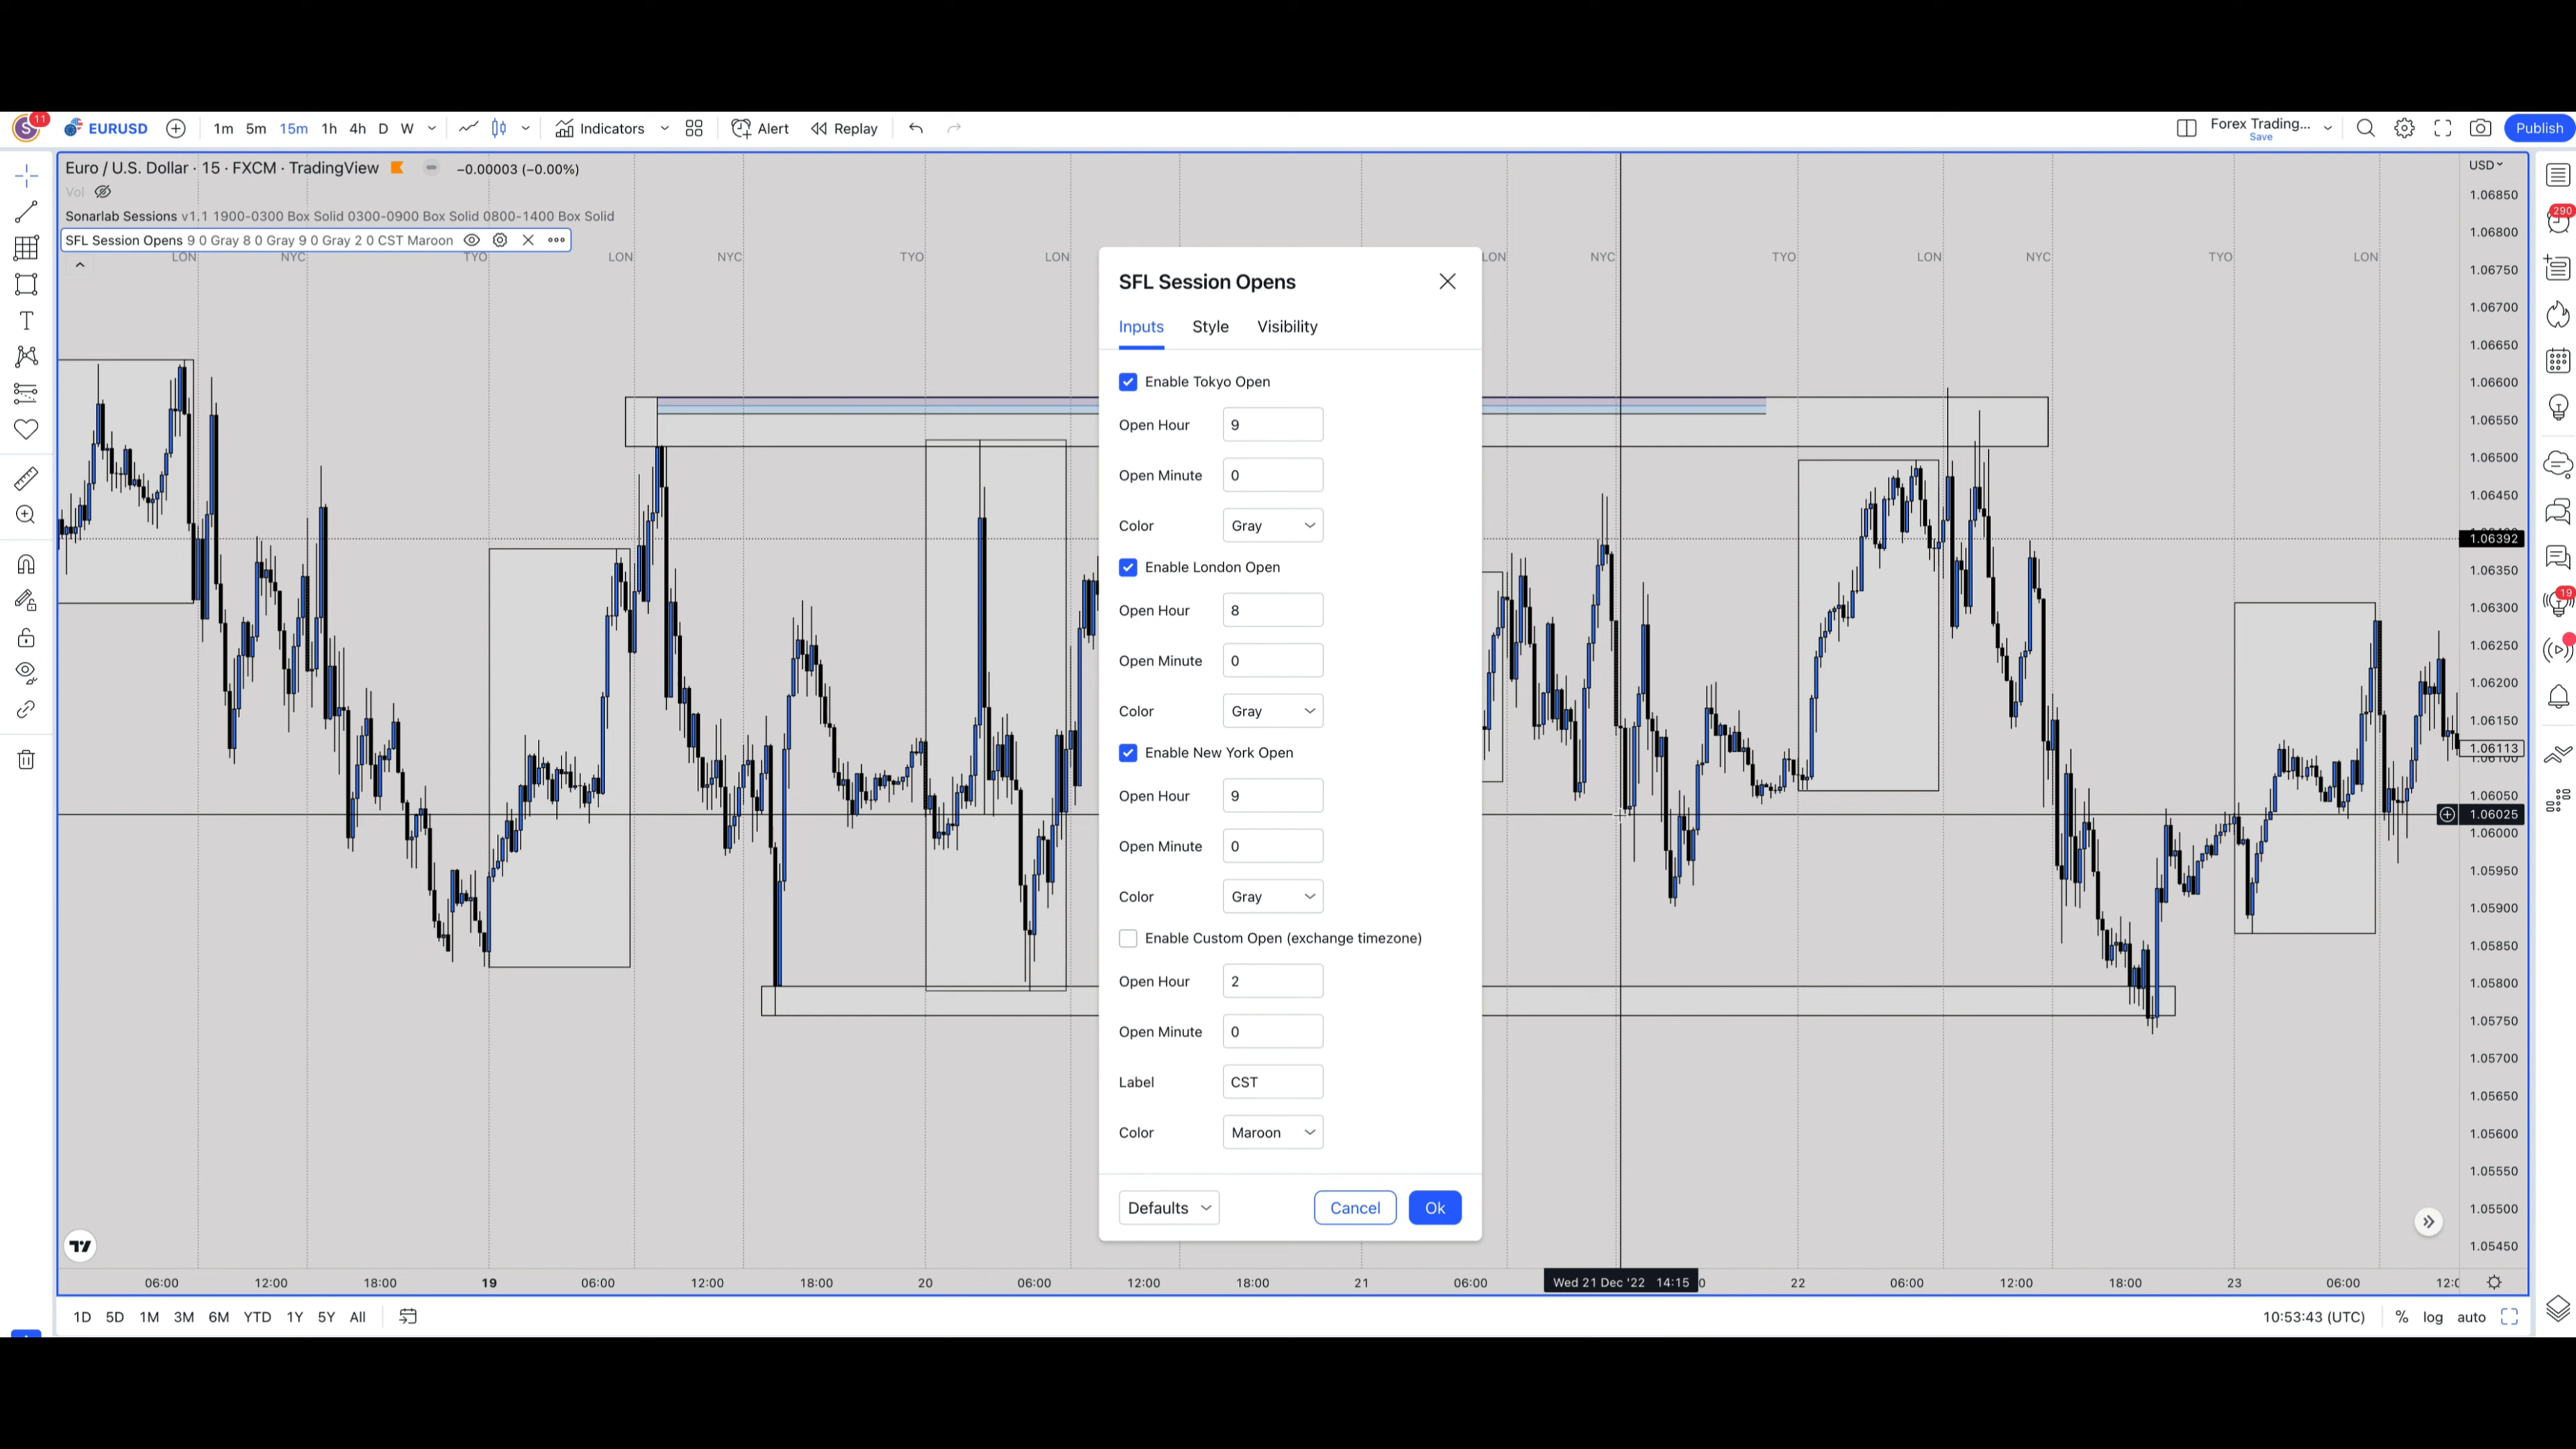 S 11 EURUSD 1m 5m 15m 1h 4h D W Indicators Alert Replay Forex Trading... Save Publish
Euro / U.S. Dollar · 15 · FXCM · TradingView −0.00003 (−0.00%) USD
Vol
Sonarlab Sessions v1.1 1900-0300 Box Solid 0300-0900 Box Solid 0800-1400 Box Solid
SFL Session Opens 9 0 Gray 8 0 Gray 9 0 Gray 2 0 CST Maroon
LON NYC TYO LON NYC TYO LON LON NYC TYO LON NYC TYO LON
SFL Session Opens
Inputs Style Visibility
Enable Tokyo Open
Open Hour 9
Open Minute 0
Color Gray
Enable London Open
Open Hour 8
Open Minute 0
Color Gray
Enable New York Open
Open Hour 9
Open Minute 0
Color Gray
Enable Custom Open (exchange timezone)
Open Hour 2
Open Minute 0
Label CST
Color Maroon
Defaults Cancel Ok
1.06850
1.06800
1.06750
1.06700
1.06650
1.06600
1.06550
1.06500
1.06450
1.06392
1.06350
1.06300
1.06250
1.06200
1.06150
1.06113
1.06050
1.06025
1.06000
1.05950
1.05900
1.05850
1.05800
1.05750
1.05700
1.05650
1.05600
1.05550
1.05500
1.05450
290
19
06:00 12:00 18:00 19 06:00 12:00 18:00 20 06:00 12:00 18:00 21 06:00 Wed 21 Dec '22 14:15 22 06:00 12:00 18:00 23 06:00
1D 5D 1M 3M 6M YTD 1Y 5Y All 10:53:43 (UTC) % log auto